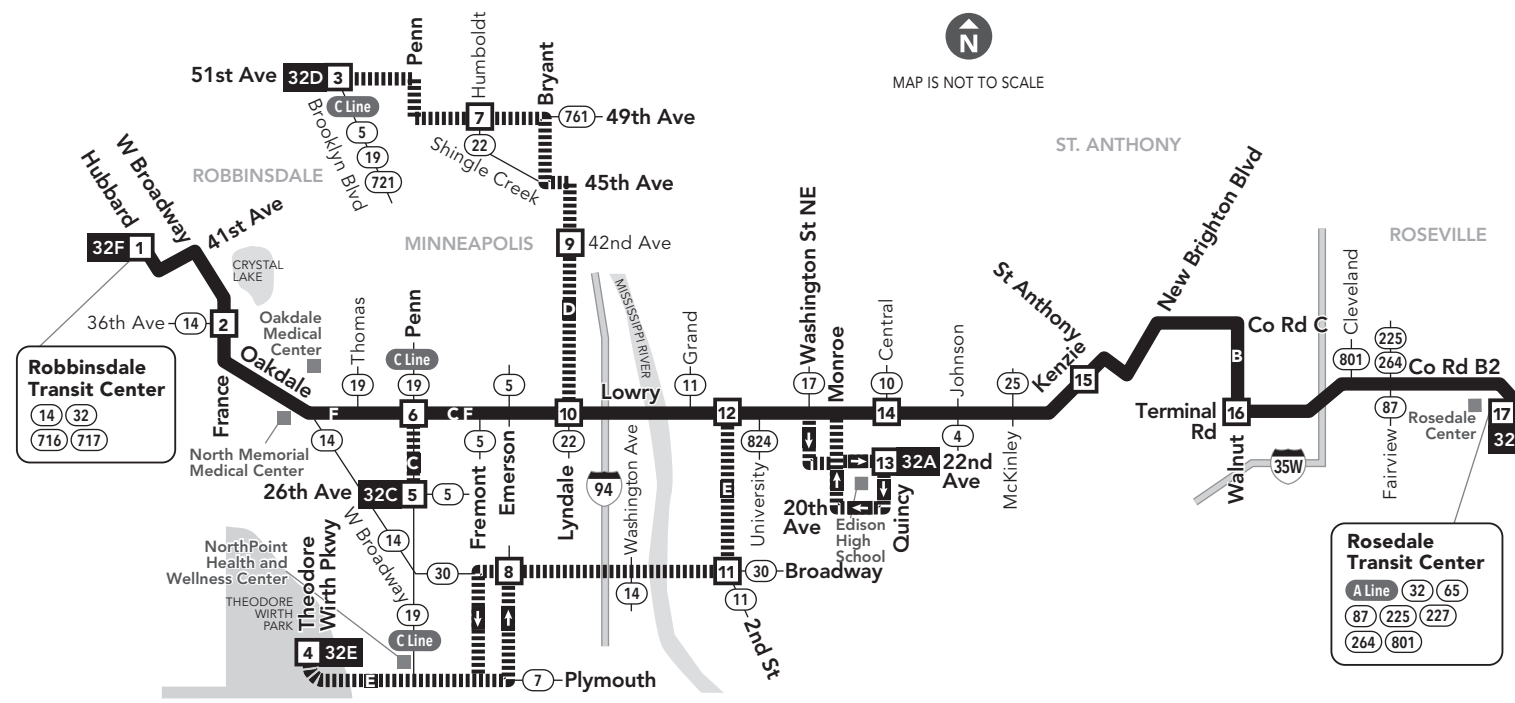 N
MAP IS NOT TO SCALE
51st Ave
32D
3
C Line
5
19
721
Brooklyn Blvd
Penn
Humboldt
7
22
Shingle Creek
Bryant
761
49th Ave
45th Ave
9
42nd Ave
D
ROBBINSDALE
MINNEAPOLIS
ST. ANTHONY
ROSEVILLE
Hubbard
W Broadway
41st Ave
32F
1
CRYSTAL
LAKE
36th Ave
14
2
Oakdale
Medical
Center
Oakdale
France
North Memorial
Medical Center
Robbinsdale
Transit Center
14
32
716
717
F
Thomas
19
Penn
C Line
19
6
C F
5
Emerson
5
Fremont
10
22
Lyndale
Lowry
94
Washington Ave
14
MISSISSIPPI RIVER
Grand
11
12
824
University
E
17
Washington St NE
Monroe
Central
10
14
Johnson
4
25
McKinley
13
32A
22nd
Ave
20th
Ave
Edison
High
School
Quincy
14
C
26th Ave
32C
5
5
W Broadway
14
30
8
11
30
Broadway
11
2nd St
19
C Line
NorthPoint
Health and
Wellness Center
THEODORE
WIRTH
PARK
Theodore
Wirth Pkwy
4
32E
E
7
Plymouth
St Anthony
Kenzie
15
New Brighton Blvd
Co Rd C
B
Terminal
Rd
16
Walnut
35W
Cleveland
801
225
264
Co Rd B2
87
Fairview
Rosedale
Center
17
32
Rosedale
Transit Center
A Line
32
65
87
225
227
264
801